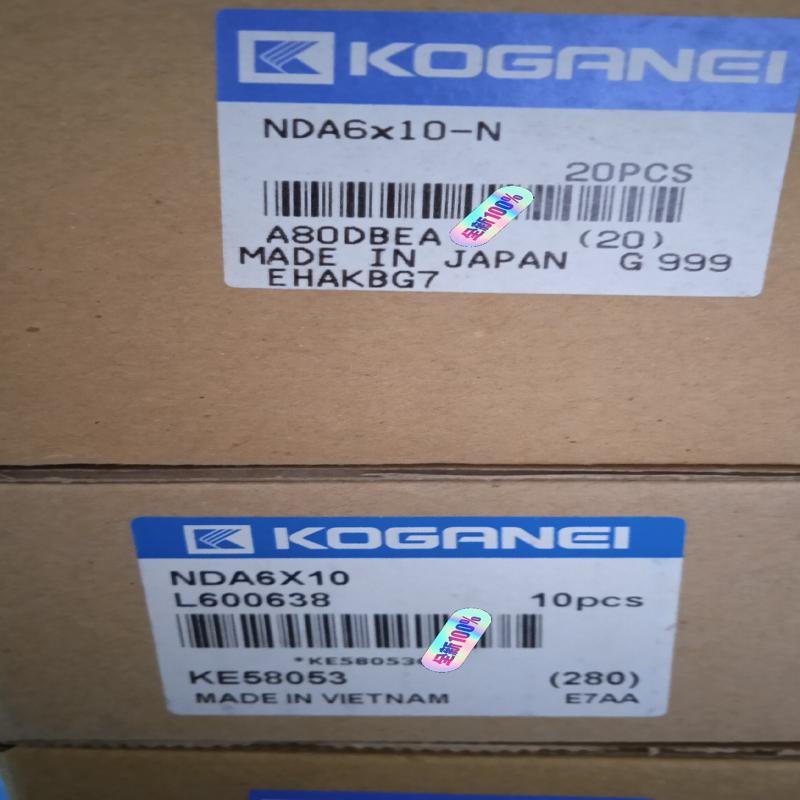 KOGANEI
NDA6x10-N
20PCS
全新100%
A80DBEA (20)
MADE IN JAPAN G 999
EHAKBG7
KOGANEI
NDA6X10
L600638 10pcs
全新100%
*KE58053
KE58053 (280)
MADE IN VIETNAM E7AA